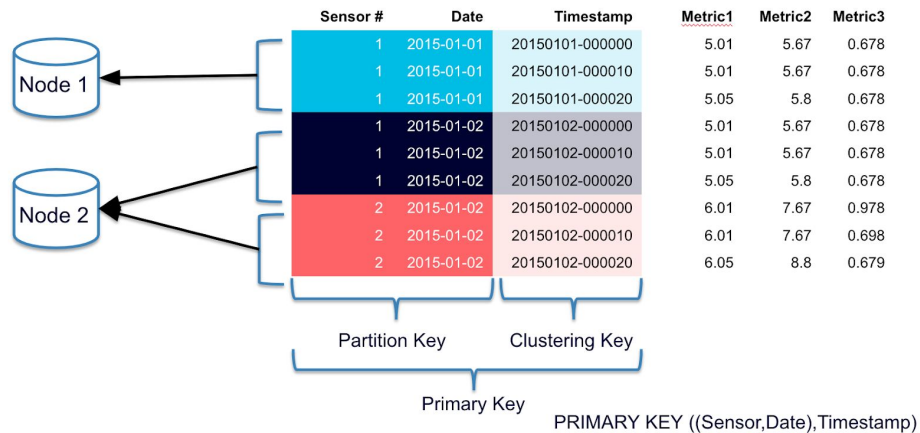 Sensor # Date Timestamp Metric1 Metric2 Metric3
1 2015-01-01 20150101-000000 5.01 5.67 0.678
Node 1 1 2015-01-01 20150101-000010 5.01 5.67 0.678
1 2015-01-01 20150101-000020 5.05 5.8 0.678
1 2015-01-02 20150102-000000 5.01 5.67 0.678
1 2015-01-02 20150102-000010 5.01 5.67 0.678
1 2015-01-02 20150102-000020 5.05 5.8 0.678
Node 2 2 2015-01-02 20150102-000000 6.01 7.67 0.978
2 2015-01-02 20150102-000010 6.01 7.67 0.698
2 2015-01-02 20150102-000020 6.05 8.8 0.679
Partition Key Clustering Key
Primary Key
PRIMARY KEY ((Sensor,Date),Timestamp)